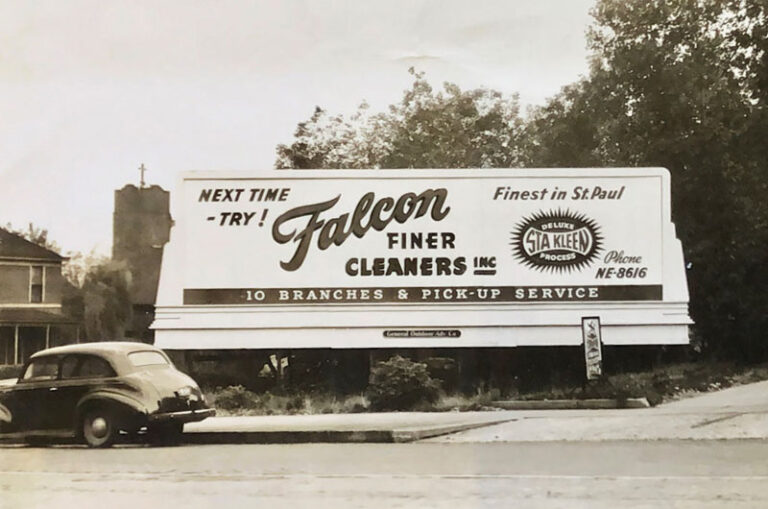 NEXT TIME
- TRY!
Falcon
FINER
CLEANERS INC
Finest in St. Paul
DELUXE
STA KLEEN
PROCESS
Phone
NE-8616
10 BRANCHES & PICK-UP SERVICE
General Outdoor Adv. Co.